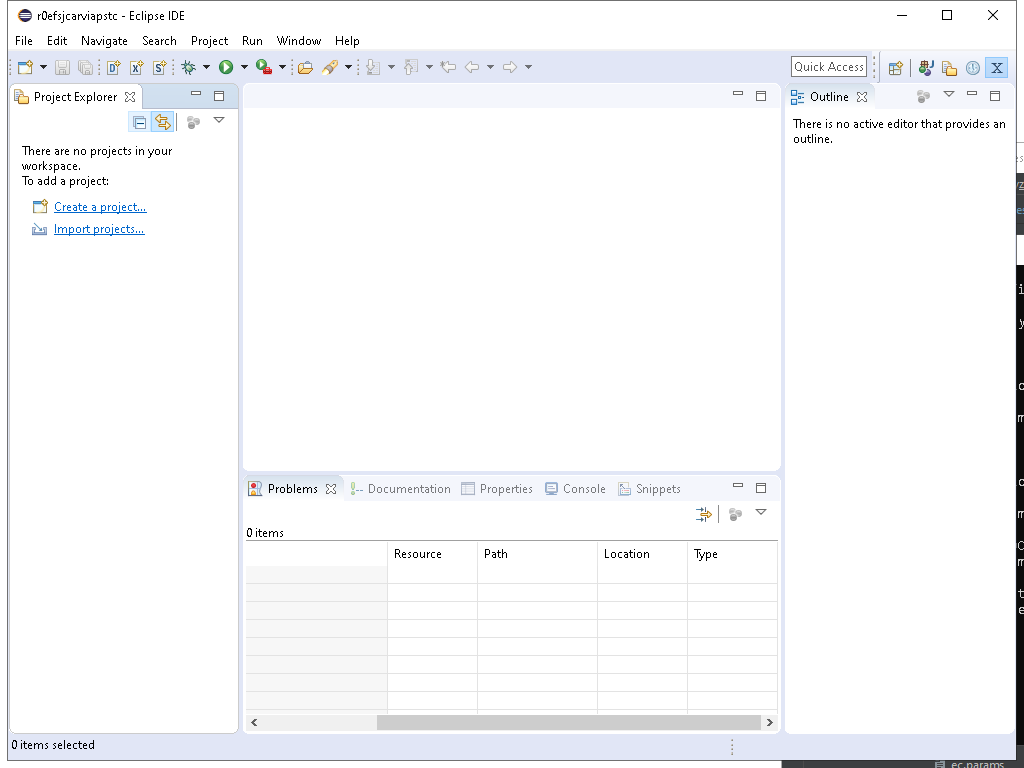 r0efsjcarviapstc - Eclipse IDE
File Edit Navigate Search Project Run Window Help
Quick Access
Project Explorer
Outline
There is no active editor that provides an
outline.
There are no projects in your
workspace.
To add a project:
Create a project...
Import projects...
Problems Documentation Properties Console Snippets
0 items
Resource Path Location Type
0 items selected
ec.params